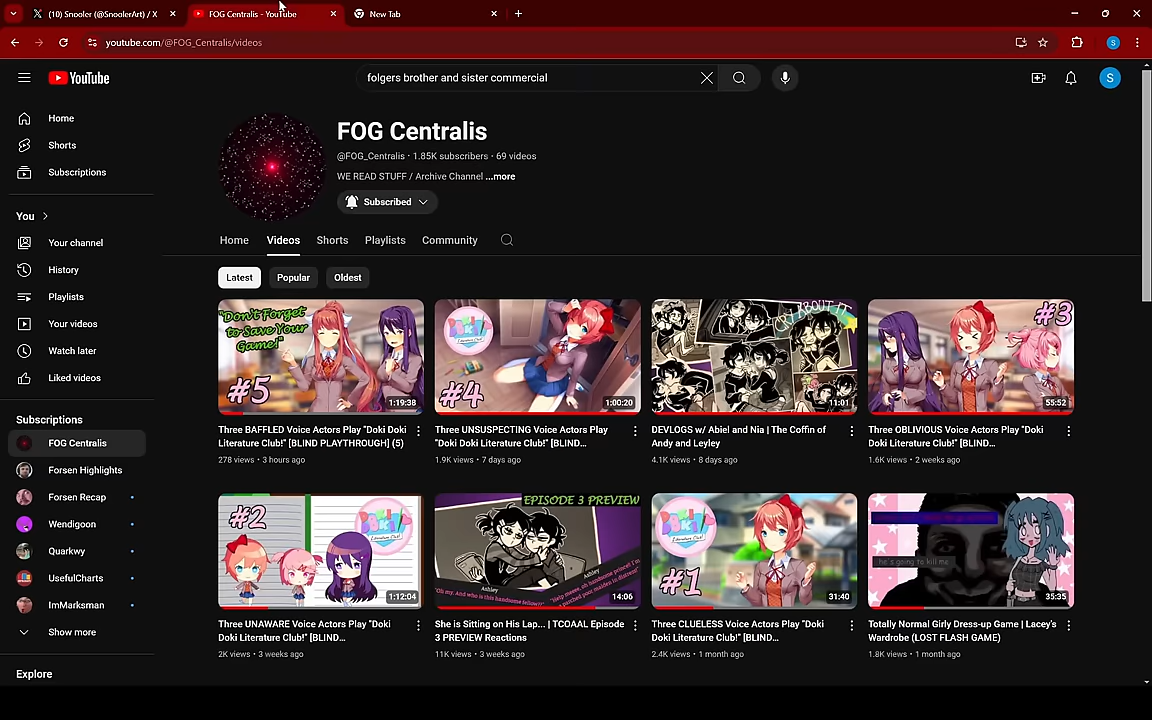 (10) Snooler (@SnoolerArt) / X
FOG Centralis - YouTube
New Tab
youtube.com/@FOG_Centralis/videos
S
YouTube
folgers brother and sister commercial
S
Home
Shorts
Subscriptions
You
Your channel
History
Playlists
Your videos
Watch later
Liked videos
Subscriptions
FOG Centralis
Forsen Highlights
Forsen Recap
Wendigoon
Quarkwy
UsefulCharts
ImMarksman
Show more
Explore
FOG Centralis
@FOG_Centralis • 1.85K subscribers • 69 videos
WE READ STUFF / Archive Channel ...more
Subscribed
Home
Videos
Shorts
Playlists
Community
Latest
Popular
Oldest
"Don't Forget
to Save Your
Game!"
#5
1:19:38
Three BAFFLED Voice Actors Play "Doki Doki
Literature Club!" [BLIND PLAYTHROUGH] (5)
278 views • 3 hours ago
#4
1:00:20
Three UNSUSPECTING Voice Actors Play
"Doki Doki Literature Club!" [BLIND...
1.9K views • 7 days ago
CRY ABOUT IT
11:01
DEVLOGS w/ Abiel and Nia | The Coffin of
Andy and Leyley
4.1K views • 8 days ago
#3
55:52
Three OBLIVIOUS Voice Actors Play "Doki
Doki Literature Club!" [BLIND...
1.6K views • 2 weeks ago
#2
1:12:04
Three UNAWARE Voice Actors Play "Doki
Doki Literature Club!" [BLIND...
2K views • 3 weeks ago
EPISODE 3 PREVIEW
Ashley
14:06
She is Sitting on His Lap... | TCOAAL Episode
3 PREVIEW Reactions
11K views • 3 weeks ago
#1
31:40
Three CLUELESS Voice Actors Play "Doki
Doki Literature Club!" [BLIND...
2.4K views • 1 month ago
he's going to kill me
35:35
Totally Normal Girly Dress-up Game | Lacey's
Wardrobe (LOST FLASH GAME)
1.8K views • 1 month ago